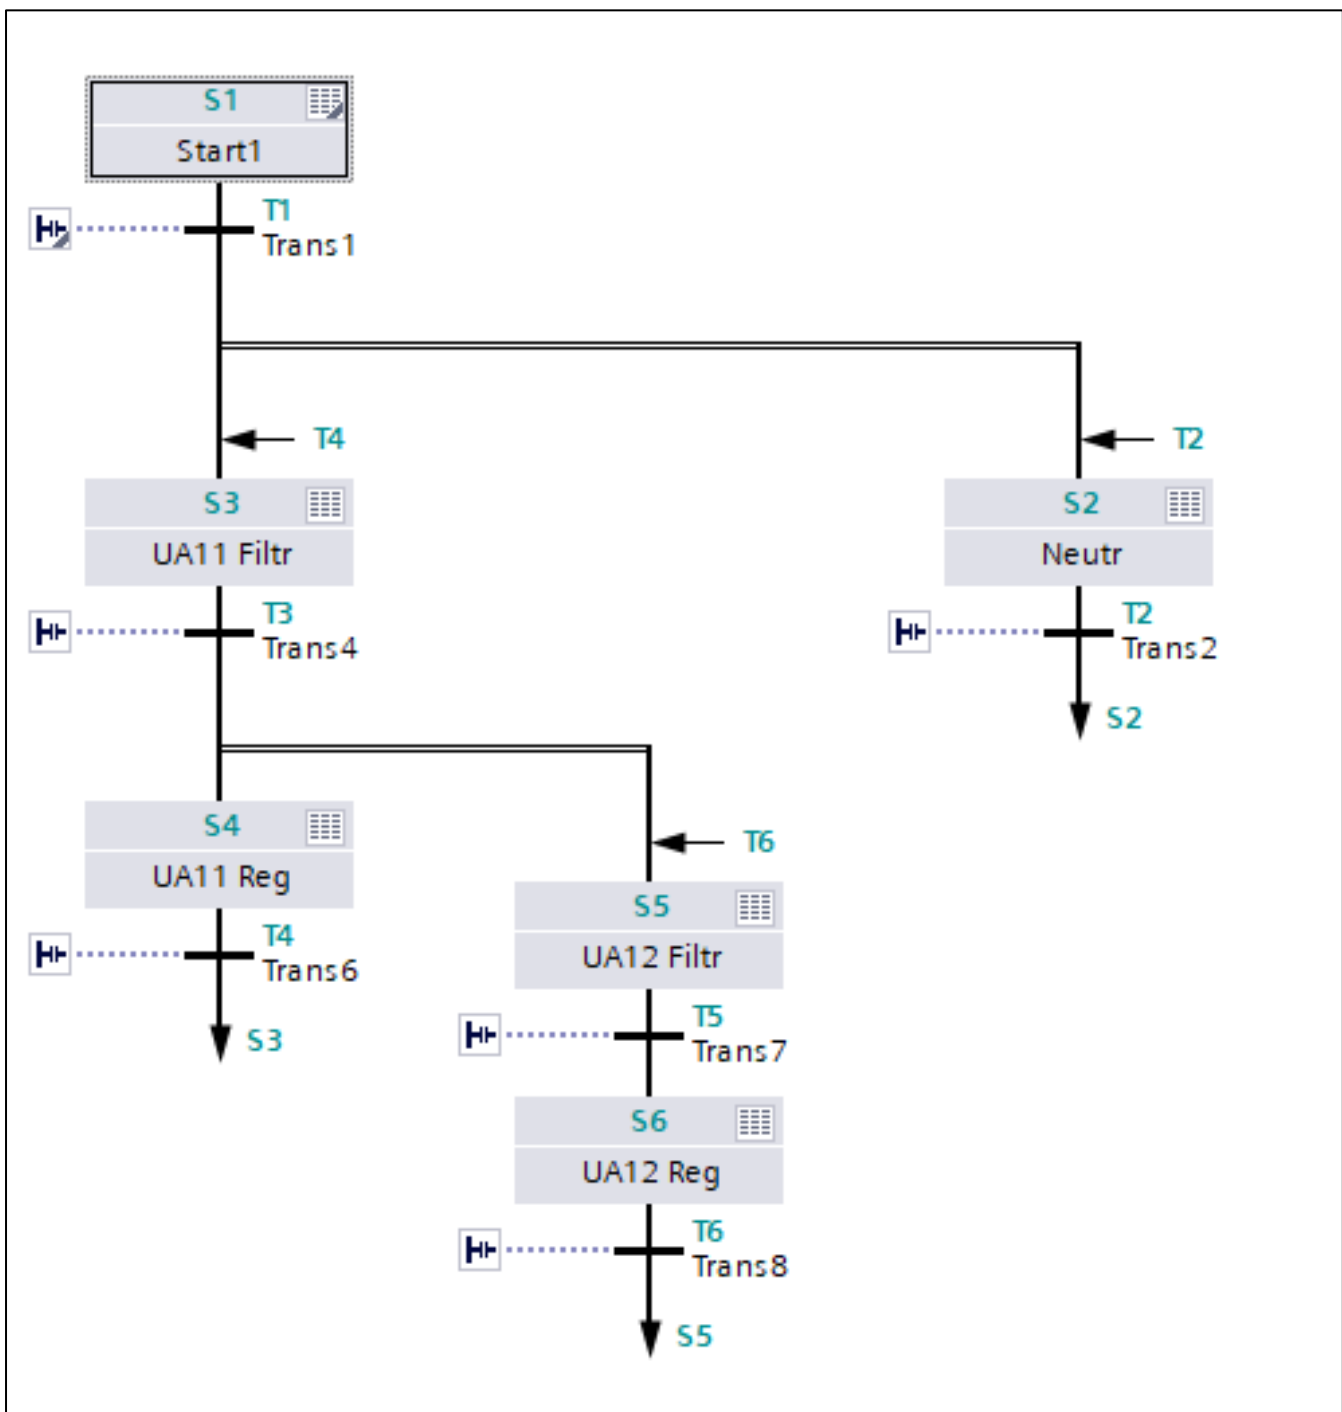 S1
Start1
T1
Trans1
T4
T2
S3
UA11 Filtr
S2
Neutr
T3
Trans4
T2
Trans2
S2
S4
UA11 Reg
T6
S5
UA12 Filtr
T4
Trans6
S3
T5
Trans7
S6
UA12 Reg
T6
Trans8
S5